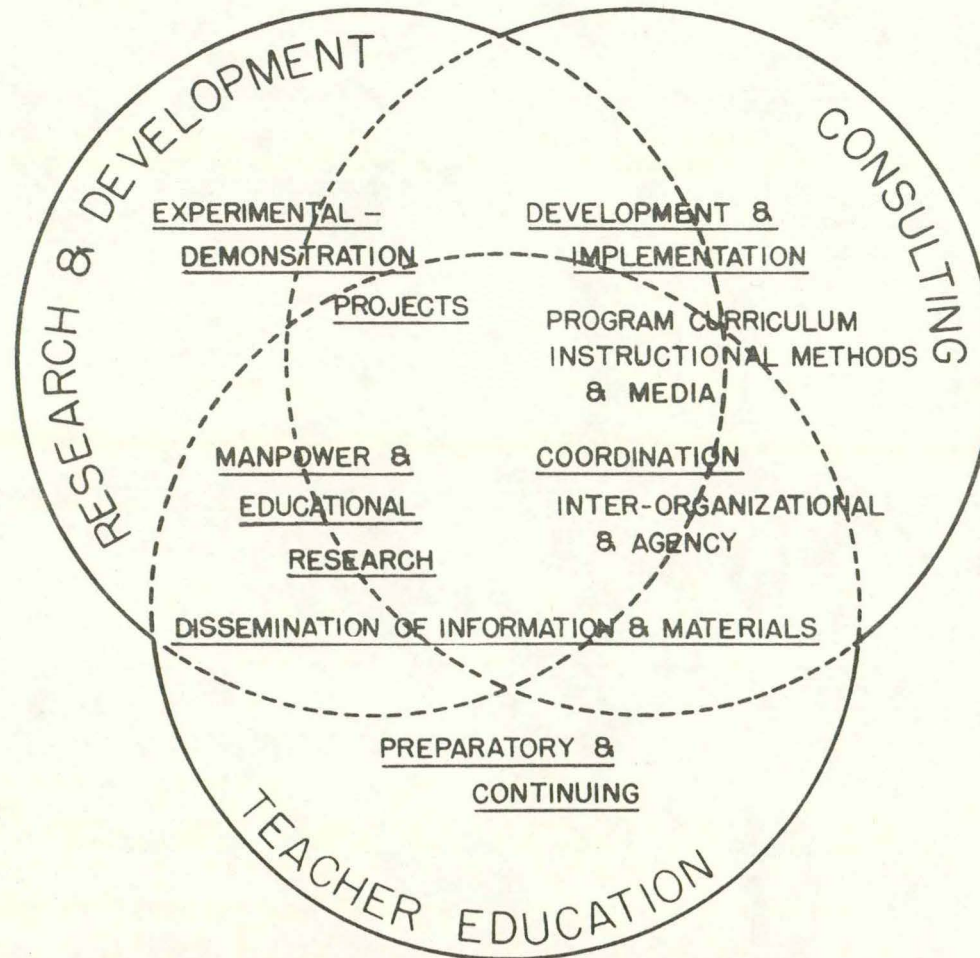 RESEARCH & DEVELOPMENT
CONSULTING
EXPERIMENTAL –
DEMONSTRATION
PROJECTS
DEVELOPMENT &
IMPLEMENTATION
PROGRAM CURRICULUM
INSTRUCTIONAL METHODS
& MEDIA
MANPOWER &
EDUCATIONAL
RESEARCH
COORDINATION
INTER-ORGANIZATIONAL
& AGENCY
DISSEMINATION OF INFORMATION & MATERIALS
PREPARATORY &
CONTINUING
TEACHER EDUCATION